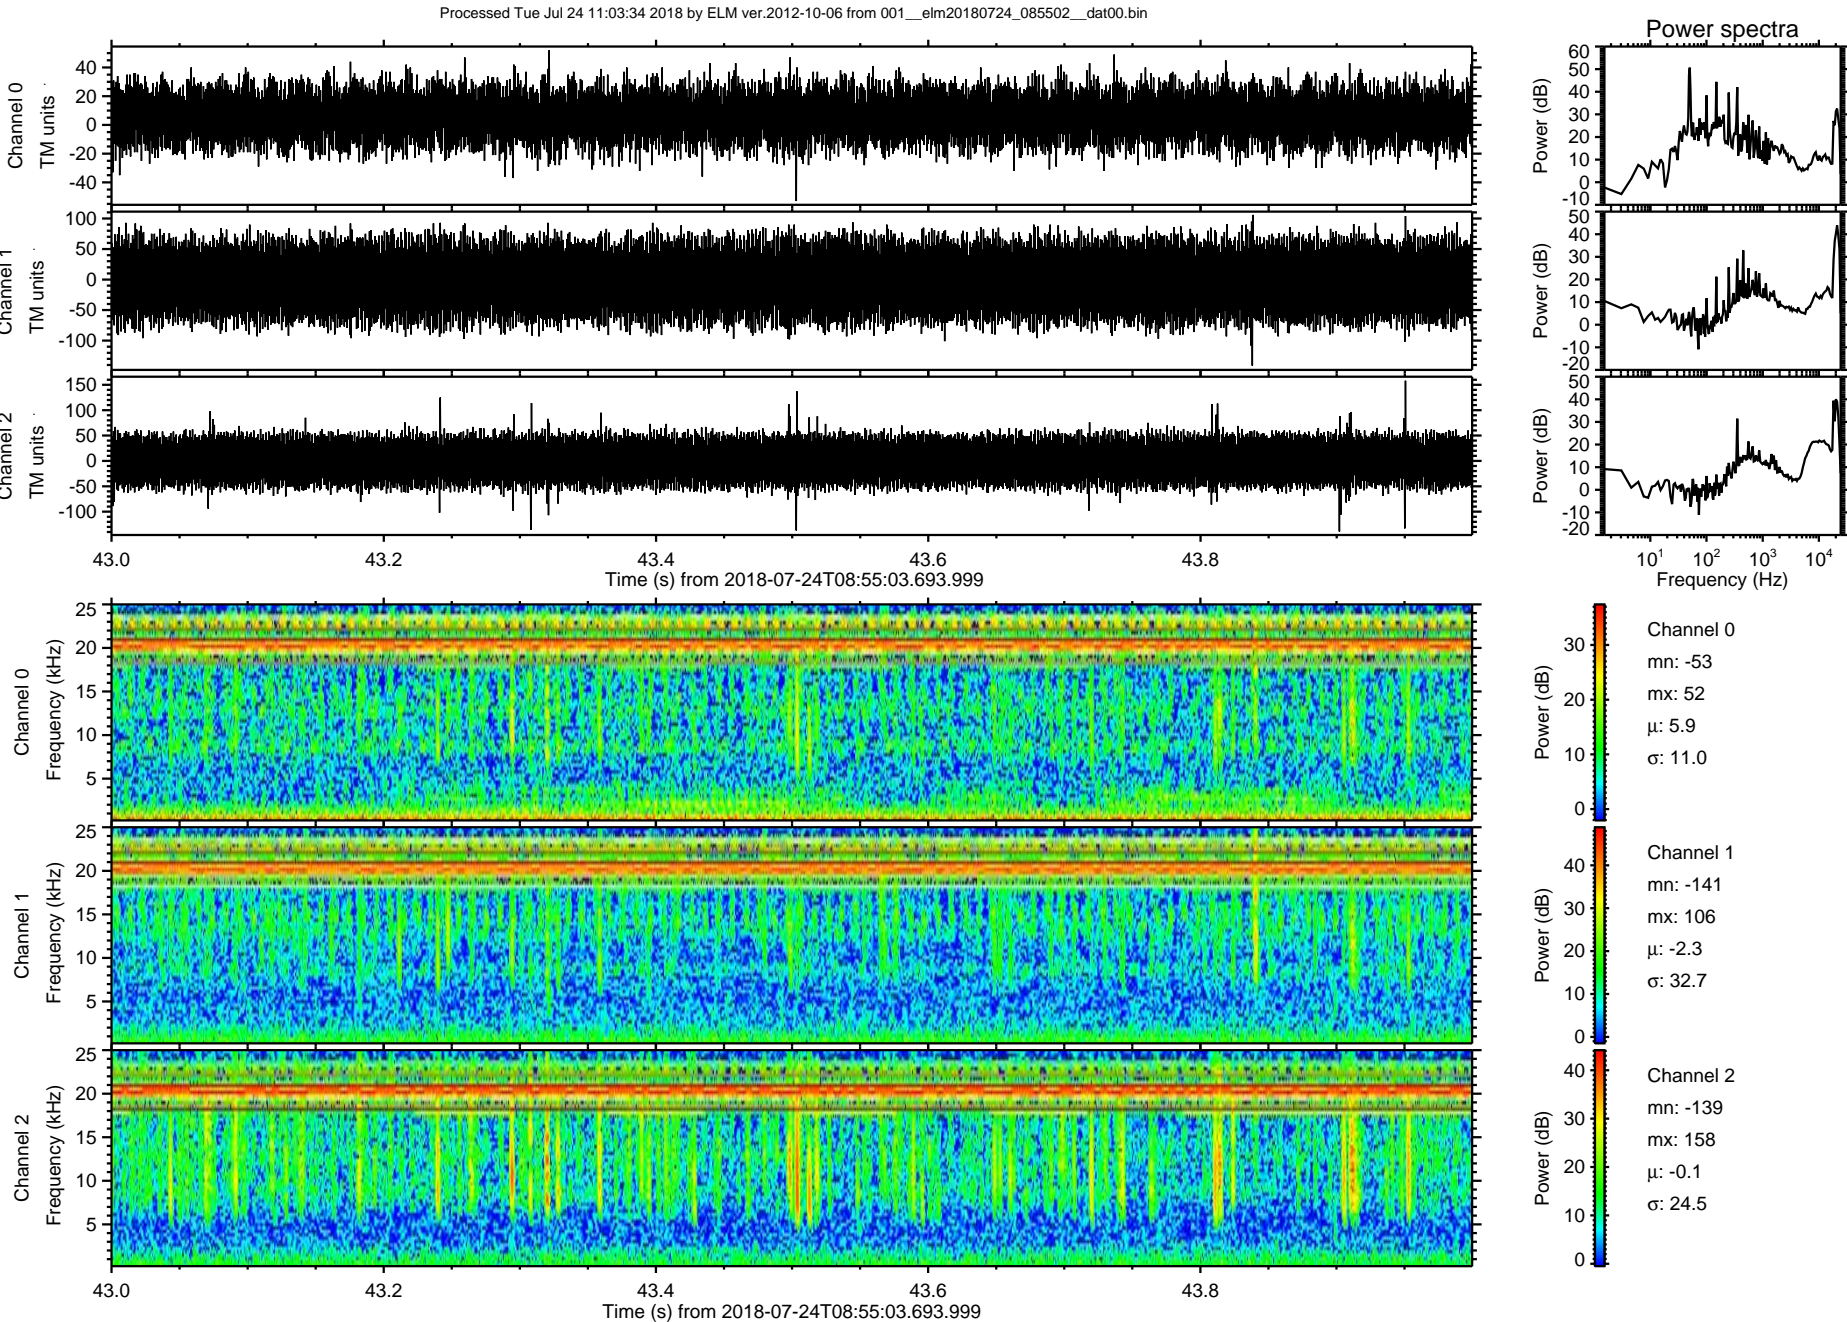 Processed Tue Jul 24 11:03:34 2018 by ELM ver.2012-10-06 from 001__elm20180724_085502__dat00.bin
Power spectra
Channel 0
TM units
40
20
0
-20
-40
Power (dB)
60
50
40
30
20
10
0
-10
Channel 1
TM units
100
50
0
-50
-100
Power (dB)
50
40
30
20
10
0
-10
-20
Channel 2
TM units
150
100
50
0
-50
-100
Power (dB)
50
40
30
20
10
0
-10
-20
43.0 43.2 43.4 43.6 43.8
Time (s) from 2018-07-24T08:55:03.693.999
10^1 10^2 10^3 10^4
Frequency (Hz)
Channel 0
Frequency (kHz)
25
20
15
10
5
Power (dB)
30
20
10
0
Channel 0
mn: -53
mx: 52
μ: 5.9
σ: 11.0
Channel 1
Frequency (kHz)
25
20
15
10
5
Power (dB)
40
30
20
10
0
Channel 1
mn: -141
mx: 106
μ: -2.3
σ: 32.7
Channel 2
Frequency (kHz)
25
20
15
10
5
Power (dB)
40
30
20
10
0
Channel 2
mn: -139
mx: 158
μ: -0.1
σ: 24.5
43.0 43.2 43.4 43.6 43.8
Time (s) from 2018-07-24T08:55:03.693.999